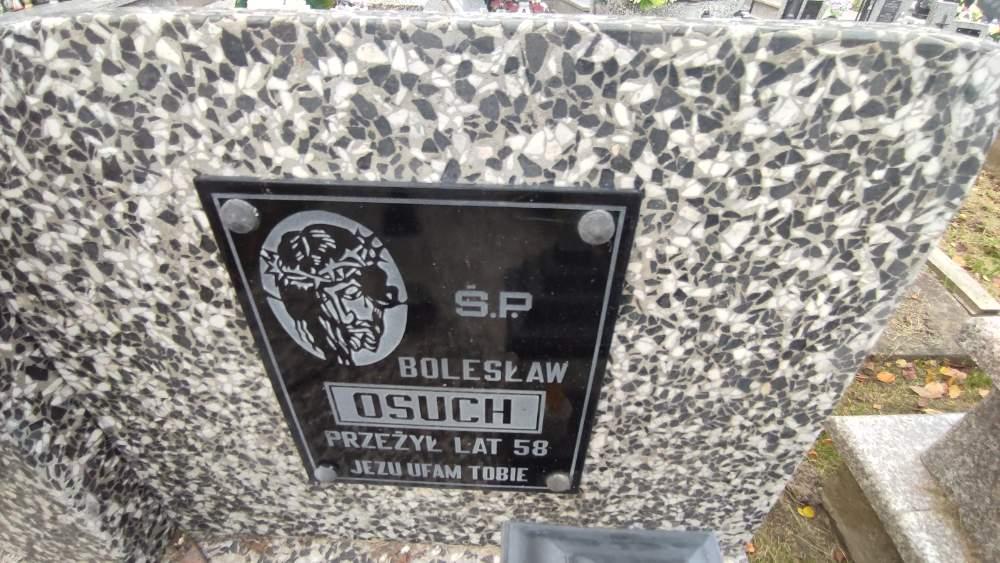 Ś.P.
BOLESŁAW
OSUCH
PRZEŻYŁ LAT 58
JEZU UFAM TOBIE